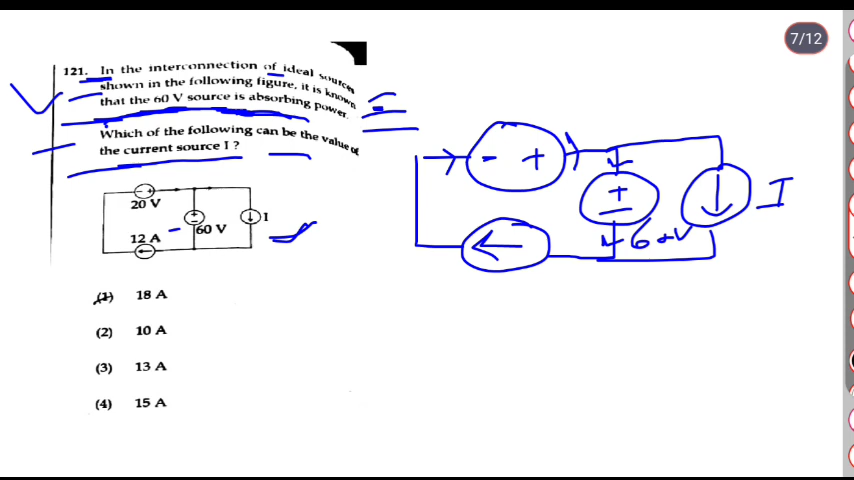 7/12
121. In the interconnection of ideal sources
shown in the following figure, it is known
that the 60 V source is absorbing power.
Which of the following can be the value of
the current source I ?
20 V
12 A
60 V
I
(1) 18 A
(2) 10 A
(3) 13 A
(4) 15 A
- +
+
-
60V
I